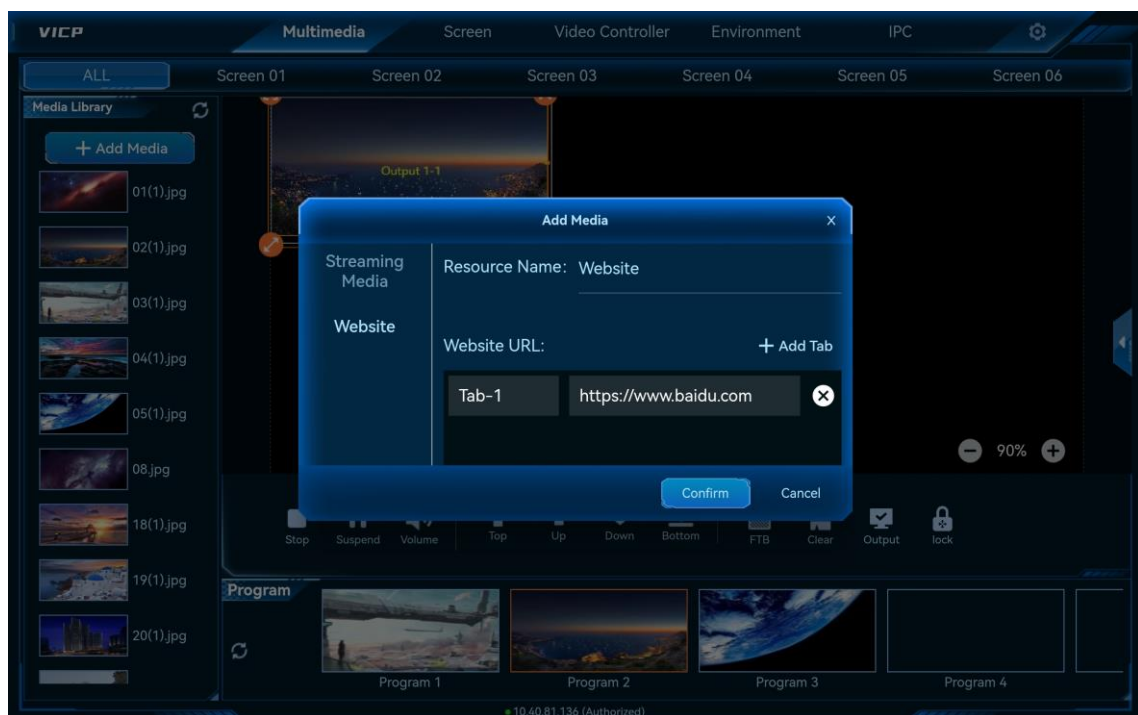 VICP
Multimedia
Screen
Video Controller
Environment
IPC
ALL
Screen 01
Screen 02
Screen 03
Screen 04
Screen 05
Screen 06
Media Library
+ Add Media
01(1).jpg
02(1).jpg
03(1).jpg
04(1).jpg
05(1).jpg
08.jpg
18(1).jpg
19(1).jpg
20(1).jpg
Output 1-1
Add Media
x
Streaming
Media
Website
Resource Name: Website
Website URL:
+ Add Tab
Tab-1
https://www.baidu.com
Confirm
Cancel
90%
Stop
Suspend
Volume
Top
Up
Down
Bottom
FTB
Clear
Output
lock
Program
Program 1
Program 2
Program 3
Program 4
10.40.81.136 (Authorized)